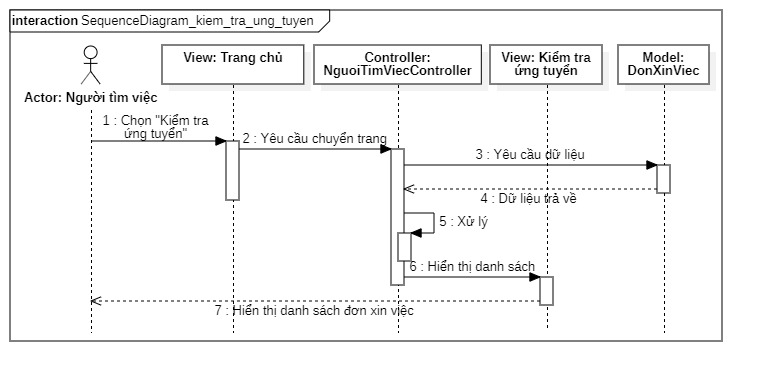 interaction SequenceDiagram_kiem_tra_ung_tuyen
View: Trang chủ
Controller:
NguoiTimViecController
View: Kiểm tra
ứng tuyển
Model:
DonXinViec
Actor: Người tìm việc
1 : Chọn "Kiểm tra
ứng tuyển"
2 : Yêu cầu chuyển trang
3 : Yêu cầu dữ liệu
4 : Dữ liệu trả về
5 : Xử lý
6 : Hiển thị danh sách
7 : Hiển thị danh sách đơn xin việc